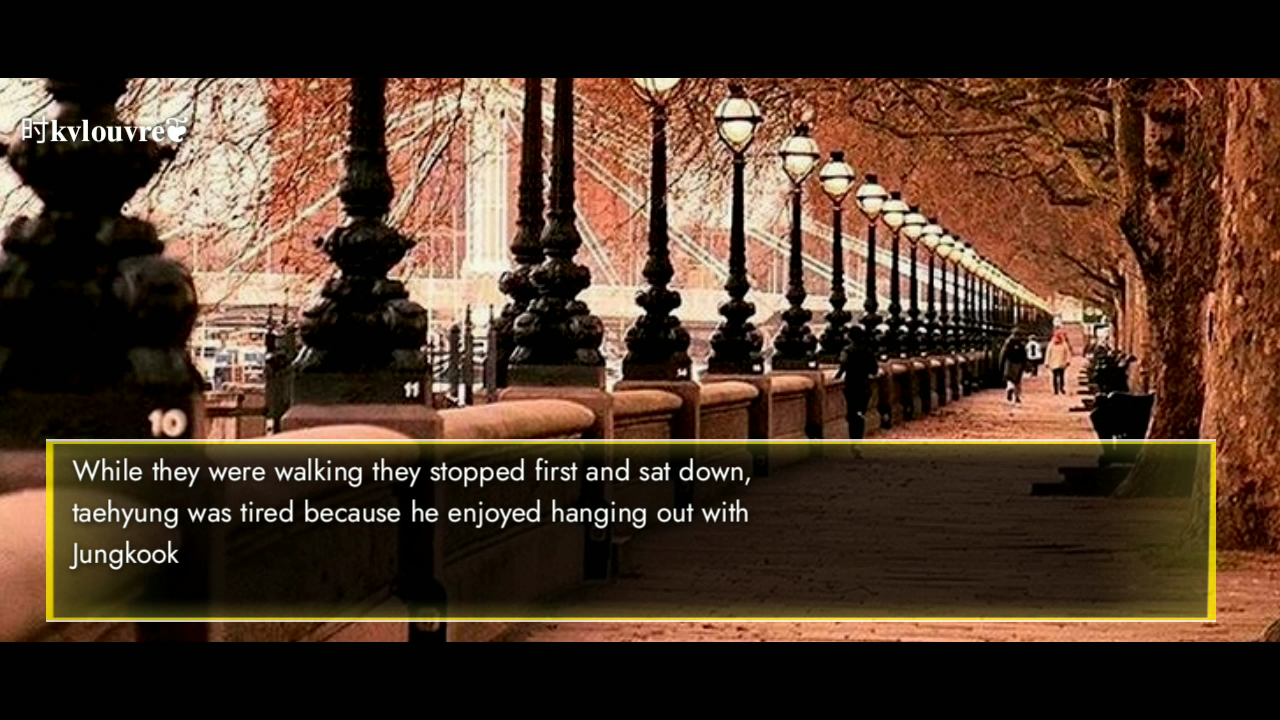 时kvlouvre❦
10
11
14
While they were walking they stopped first and sat down,
taehyung was tired because he enjoyed hanging out with
Jungkook